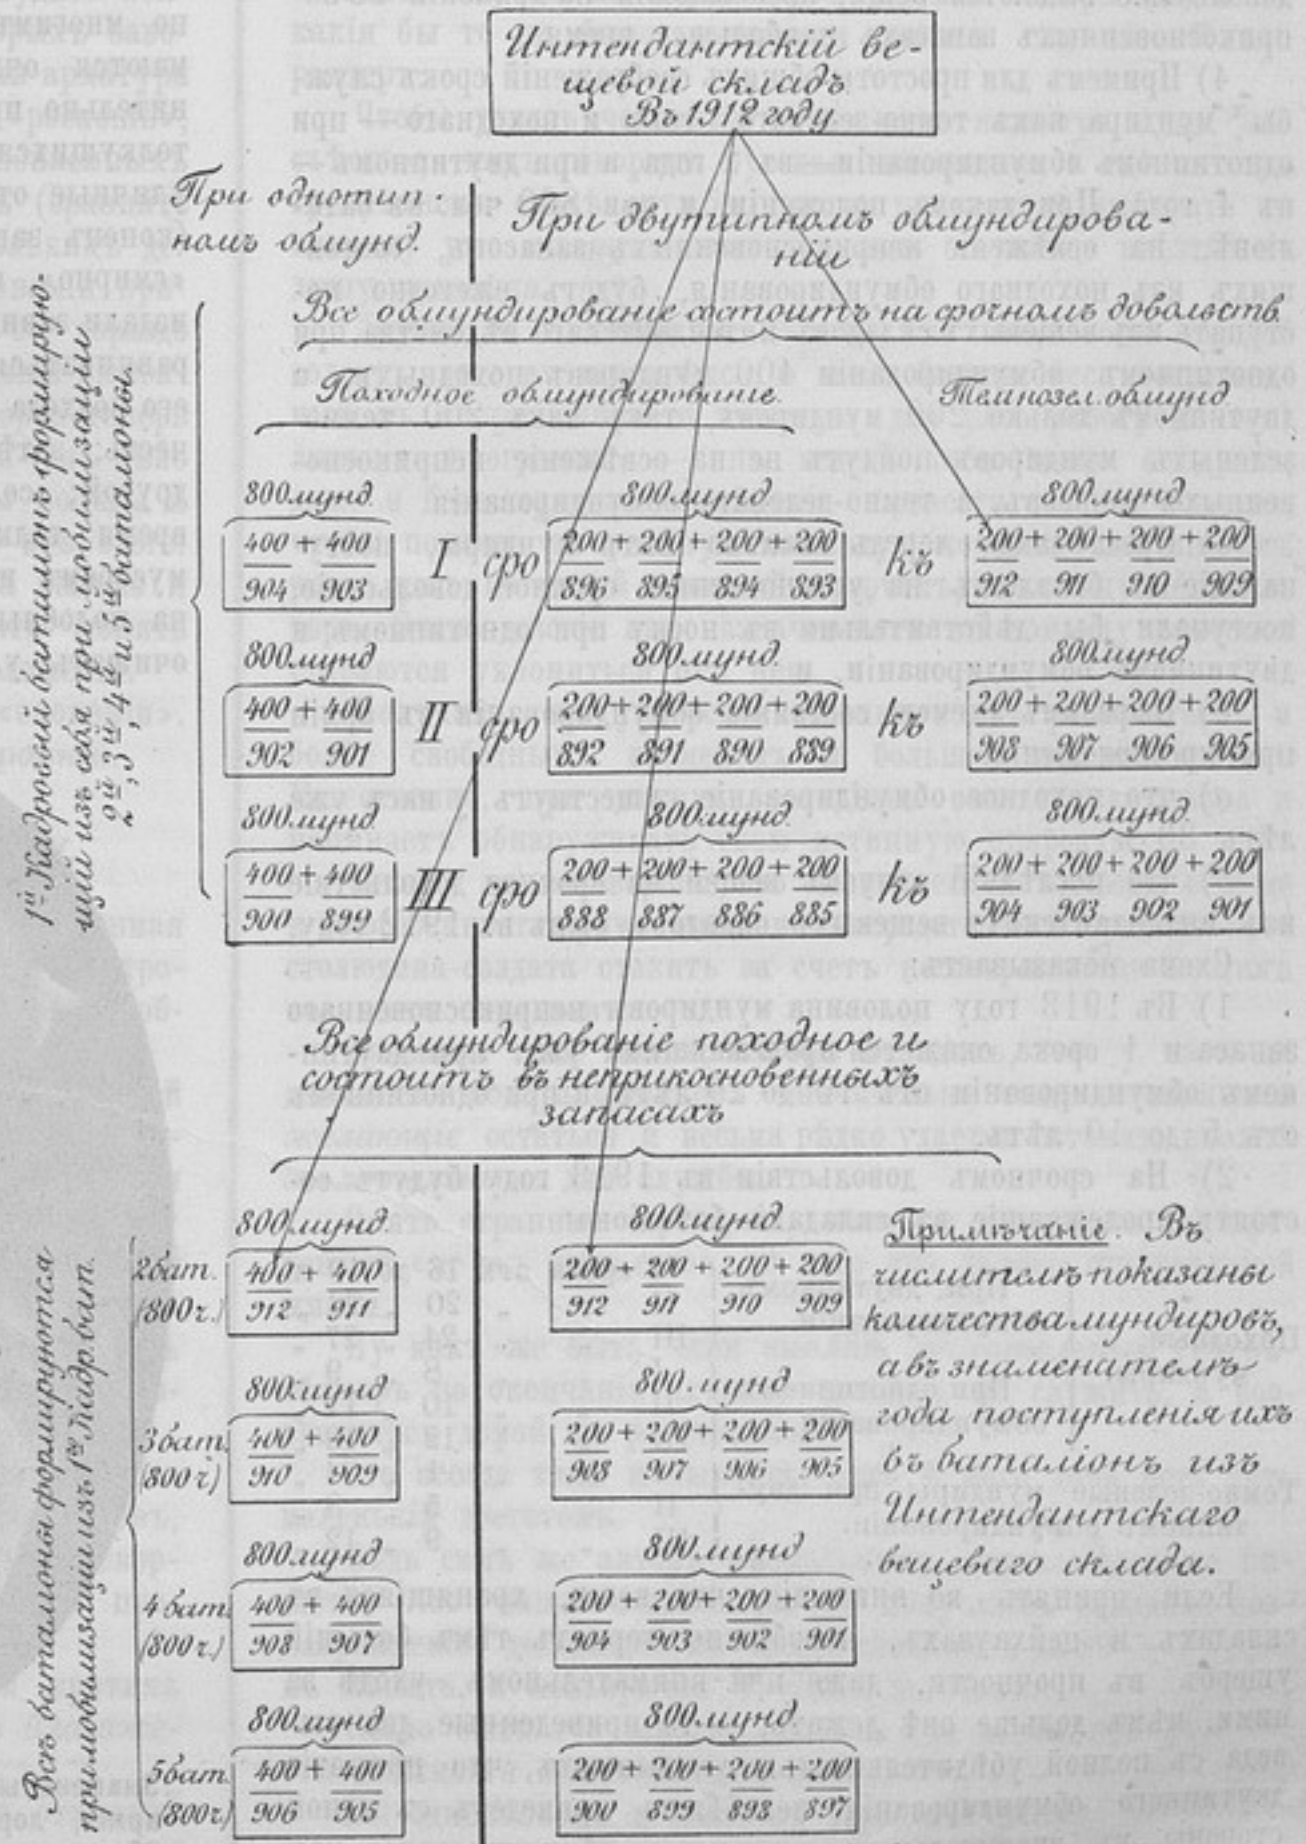 Интендантскій ве-
щевой складъ
Въ 1912 году
При однотип-
номъ обмунд.
При двутипномъ обмундирова-
ніи
Все обмундированіе состоитъ на срочномъ довольств
Походное обмундированіе.
Темнозел. обмунд.
1й Кадровый батальонъ формирую-
щій изъ себя при мобилизаціи
2й, 3й, 4й и 5й баталіоны
800 мунд. 800 мунд. 800 мунд.
400 + 400 I сро 200 + 200 + 200 + 200 къ 200 + 200 + 200 + 200
904 903 896 895 894 893 912 911 910 909
800 мунд. 800 мунд. 800 мунд.
400 + 400 II сро 200 + 200 + 200 + 200 къ 200 + 200 + 200 + 200
902 901 892 891 890 889 908 907 906 905
800 мунд. 800 мунд. 800 мунд.
400 + 400 III сро 200 + 200 + 200 + 200 къ 200 + 200 + 200 + 200
900 899 888 887 886 885 904 903 902 901
Все обмундированіе походное и
состоитъ въ неприкосновенныхъ
запасахъ
Всѣ баталіоны формируются
при мобилизаціи изъ 1го Кадр. бат.
800 мунд. 800 мунд.
2 бат. 400 + 400 200 + 200 + 200 + 200
(800 ч.) 912 911 912 911 910 909
800 мунд. 800 мунд
3 бат. 400 + 400 200 + 200 + 200 + 200
(800 ч) 910 909 908 907 906 905
800 мунд 800 мунд
4 бат. 400 + 400 200 + 200 + 200 + 200
(800 ч.) 908 907 904 903 902 901
800 мунд 800 мунд
5 бат. 400 + 400 200 + 200 + 200 + 200
(800 ч.) 906 905 900 899 898 897
Примѣчаніе. Въ
числителѣ показаны
количества мундировъ,
а въ знаменателѣ
года поступленія ихъ
въ баталіонъ изъ
Интендантскаго
вещеваго склада.